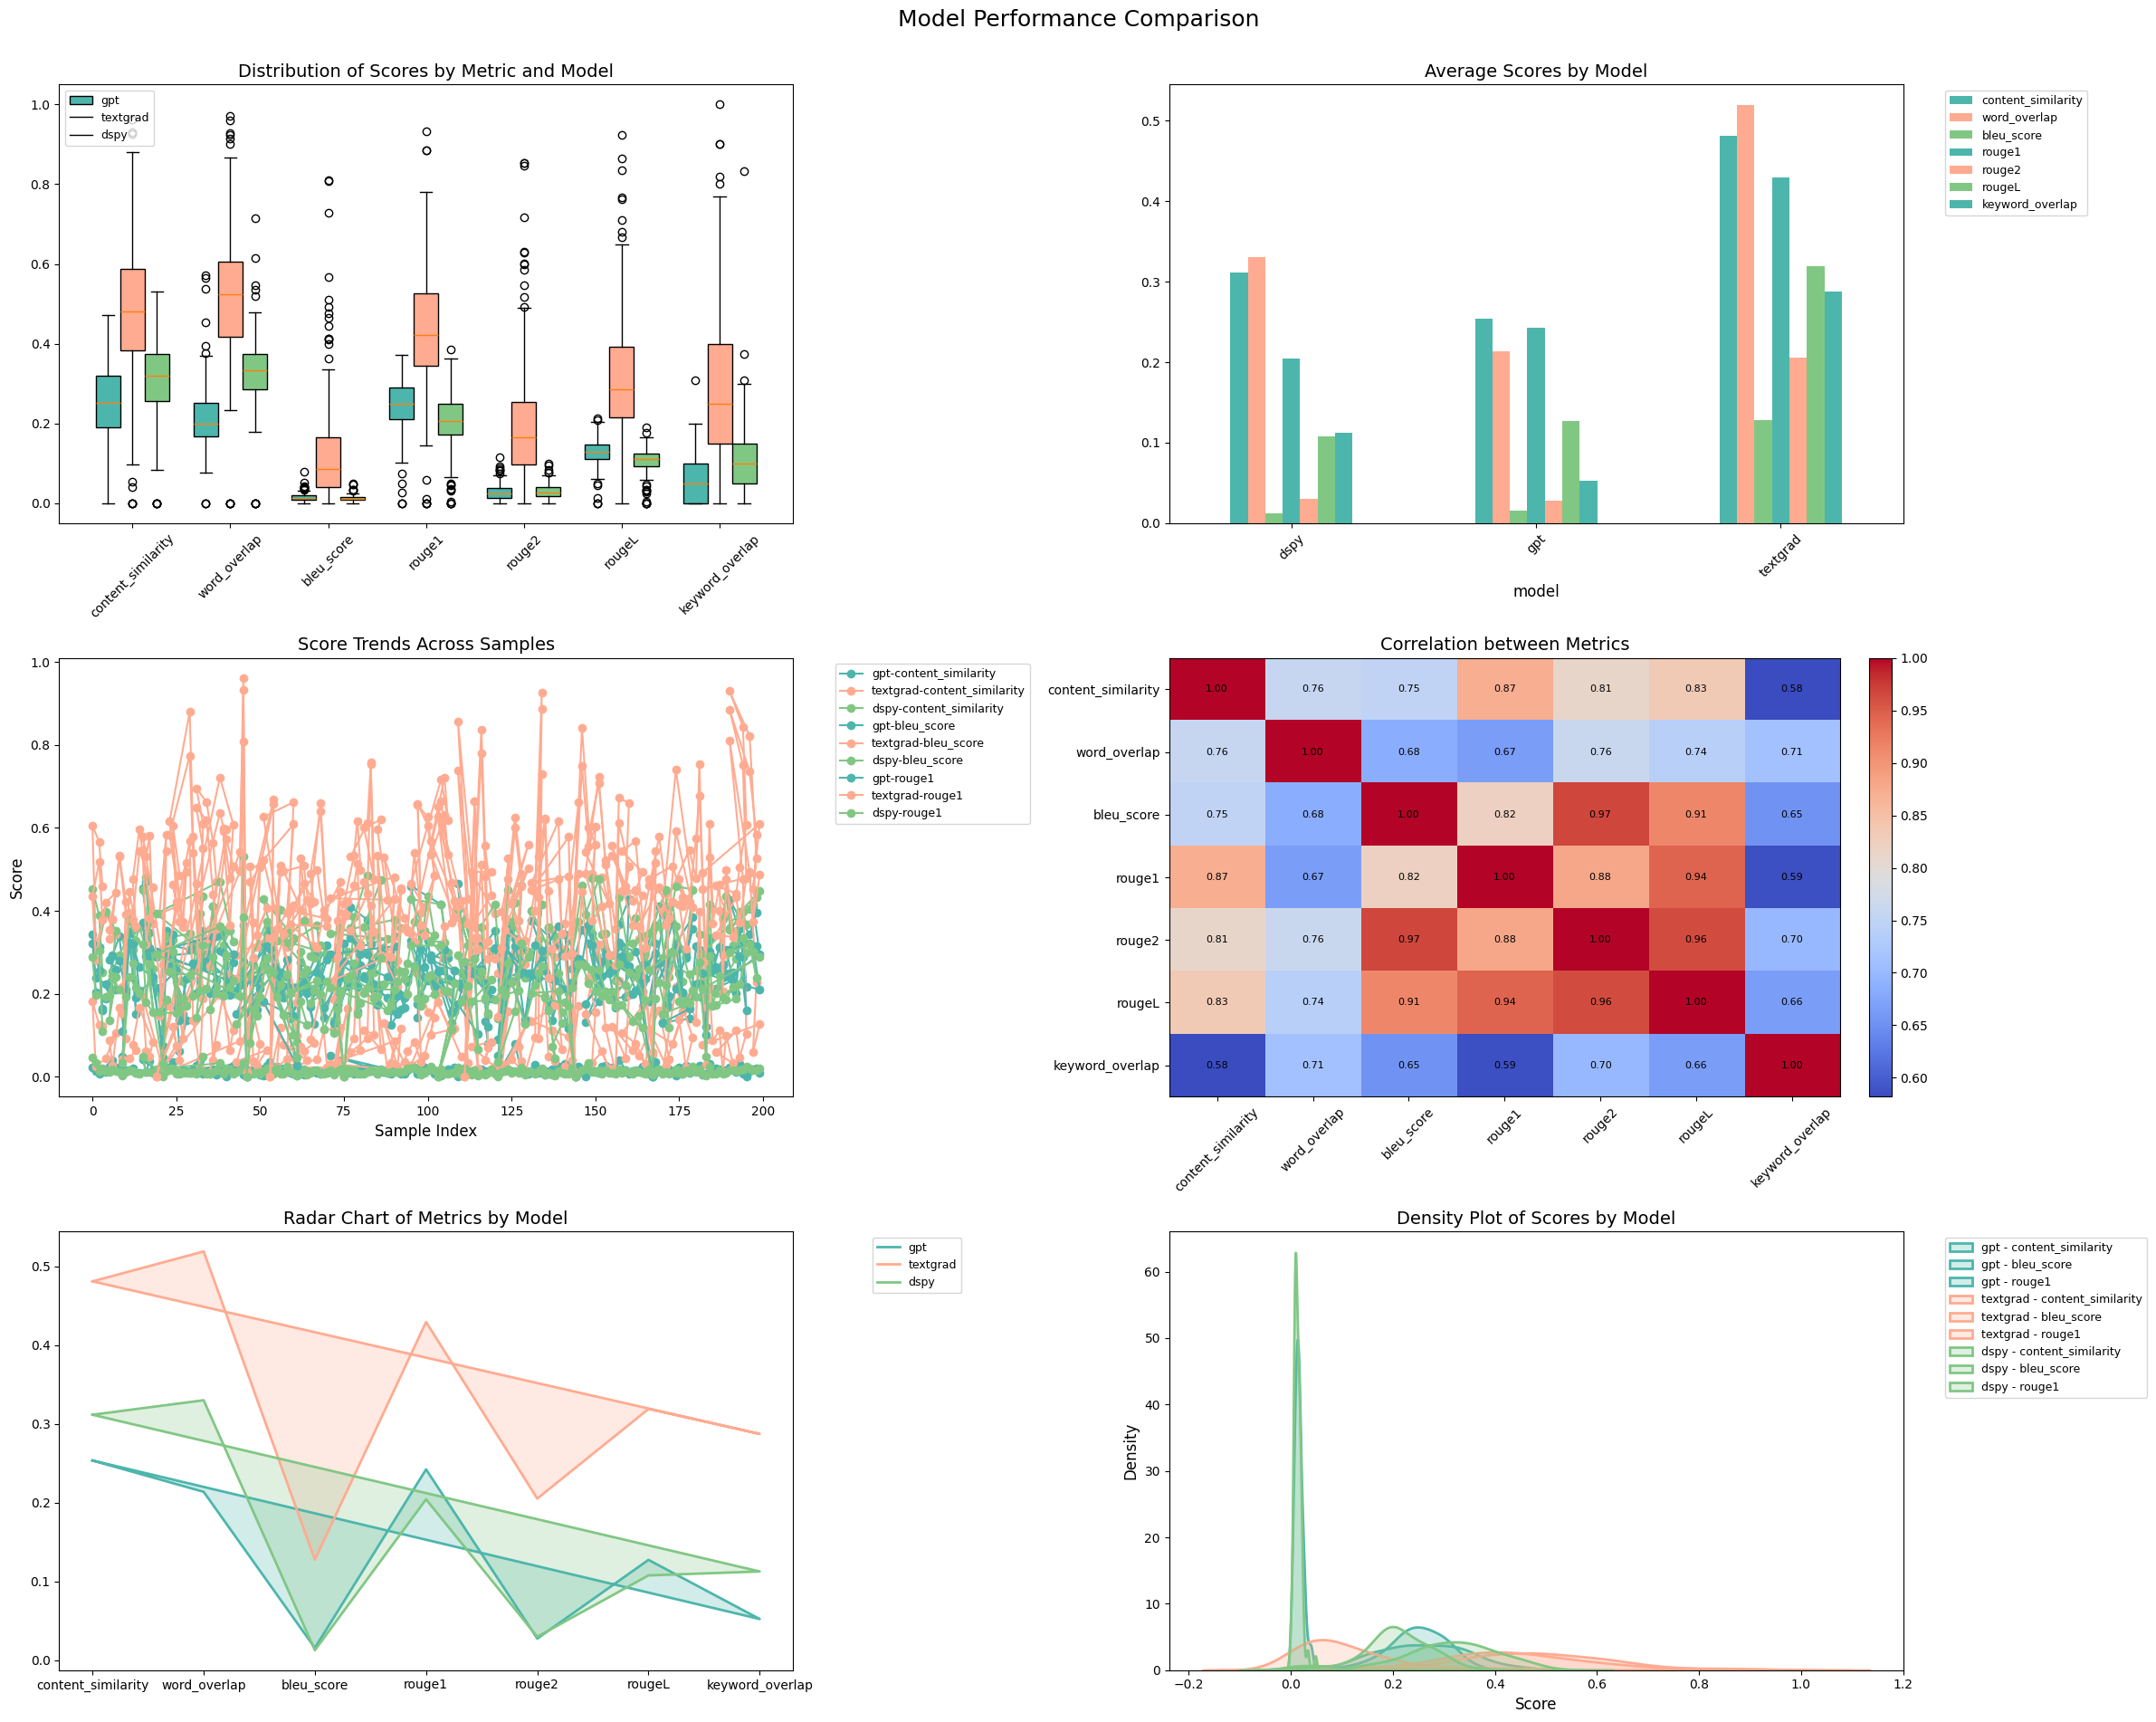 Model Performance Comparison
Distribution of Scores by Metric and Model
gpt
textgrad
dspy
1.0
0.8
0.6
0.4
0.2
0.0
content_similarity
word_overlap
bleu_score
rouge1
rouge2
rougeL
keyword_overlap
Average Scores by Model
content_similarity
word_overlap
bleu_score
rouge1
rouge2
rougeL
keyword_overlap
0.5
0.4
0.3
0.2
0.1
0.0
dspy
gpt
textgrad
model
Score Trends Across Samples
gpt-content_similarity
textgrad-content_similarity
dspy-content_similarity
gpt-bleu_score
textgrad-bleu_score
dspy-bleu_score
gpt-rouge1
textgrad-rouge1
dspy-rouge1
Score
1.0
0.8
0.6
0.4
0.2
0.0
0 25 50 75 100 125 150 175 200
Sample Index
Correlation between Metrics
content_similarity 1.00 0.76 0.75 0.87 0.81 0.83 0.58
word_overlap 0.76 1.00 0.68 0.67 0.76 0.74 0.71
bleu_score 0.75 0.68 1.00 0.82 0.97 0.91 0.65
rouge1 0.87 0.67 0.82 1.00 0.88 0.94 0.59
rouge2 0.81 0.76 0.97 0.88 1.00 0.96 0.70
rougeL 0.83 0.74 0.91 0.94 0.96 1.00 0.66
keyword_overlap 0.58 0.71 0.65 0.59 0.70 0.66 1.00
content_similarity
word_overlap
bleu_score
rouge1
rouge2
rougeL
keyword_overlap
1.00
0.95
0.90
0.85
0.80
0.75
0.70
0.65
0.60
Radar Chart of Metrics by Model
gpt
textgrad
dspy
0.5
0.4
0.3
0.2
0.1
0.0
content_similarity word_overlap bleu_score rouge1 rouge2 rougeL keyword_overlap
Density Plot of Scores by Model
gpt - content_similarity
gpt - bleu_score
gpt - rouge1
textgrad - content_similarity
textgrad - bleu_score
textgrad - rouge1
dspy - content_similarity
dspy - bleu_score
dspy - rouge1
Density
60
50
40
30
20
10
0
−0.2 0.0 0.2 0.4 0.6 0.8 1.0 1.2
Score